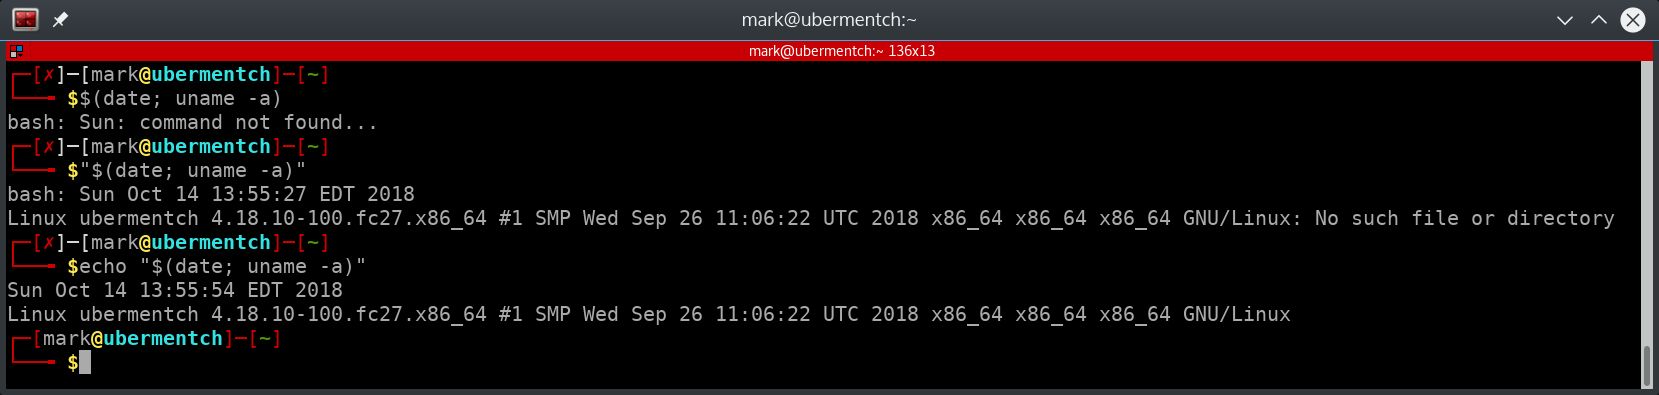 mark@ubermentch:~
mark@ubermentch:~ 136x13
┌─[✗]─[mark@ubermentch]─[~]
└──╼ $$(date; uname -a)
bash: Sun: command not found...
┌─[✗]─[mark@ubermentch]─[~]
└──╼ $"$(date; uname -a)"
bash: Sun Oct 14 13:55:27 EDT 2018
Linux ubermentch 4.18.10-100.fc27.x86_64 #1 SMP Wed Sep 26 11:06:22 UTC 2018 x86_64 x86_64 x86_64 GNU/Linux: No such file or directory
┌─[✗]─[mark@ubermentch]─[~]
└──╼ $echo "$(date; uname -a)"
Sun Oct 14 13:55:54 EDT 2018
Linux ubermentch 4.18.10-100.fc27.x86_64 #1 SMP Wed Sep 26 11:06:22 UTC 2018 x86_64 x86_64 x86_64 GNU/Linux
┌─[mark@ubermentch]─[~]
└──╼ $